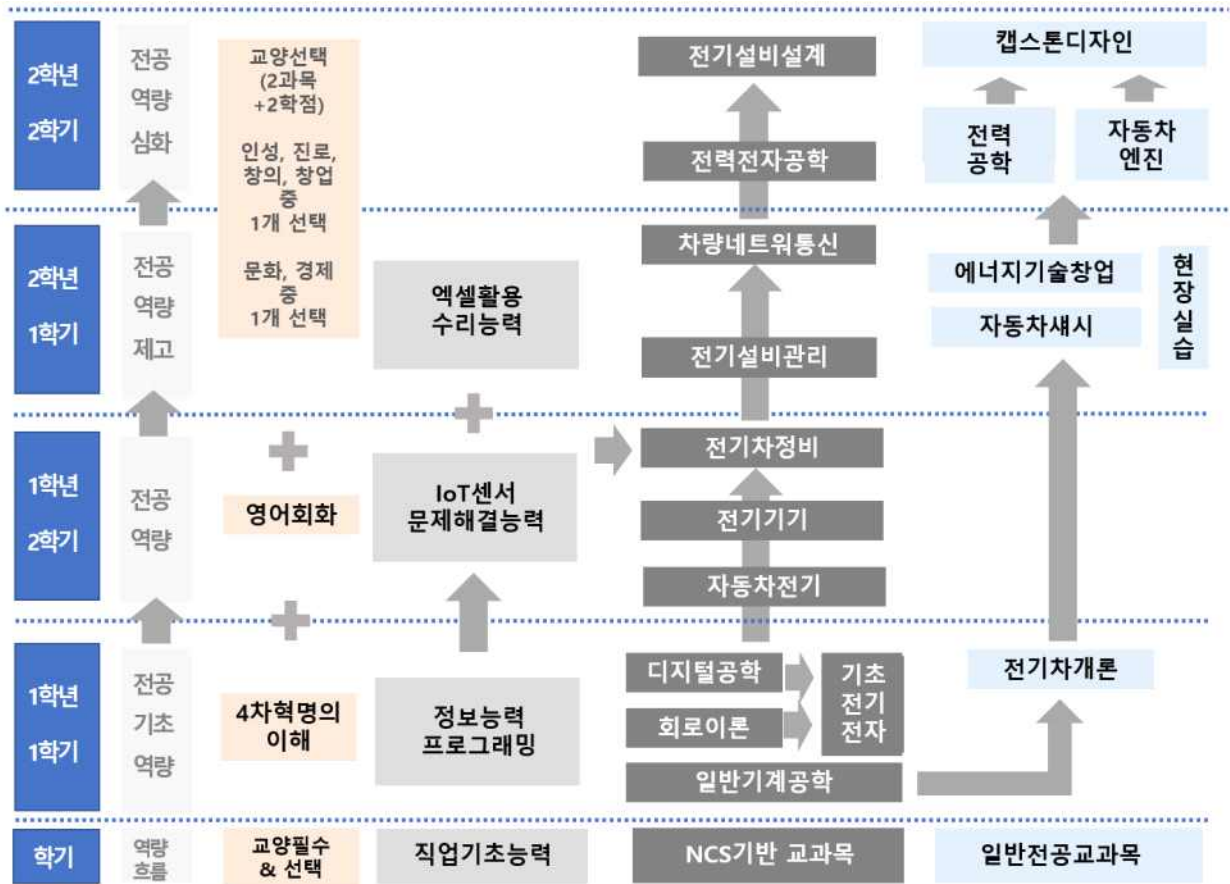 2학년
2학기
전공
역량
심화
교양선택
(2과목
+2학점)
인성, 진로,
창의, 창업
중
1개 선택
문화, 경제
중
1개 선택
전기설비설계
전력전자공학
캡스톤디자인
전력
공학
자동차
엔진
2학년
1학기
전공
역량
제고
엑셀활용
수리능력
차량네트워통신
전기설비관리
에너지기술창업
자동차섀시
현
장
실
습
1학년
2학기
전공
역량
영어회화
IoT센서
문제해결능력
전기차정비
전기기기
자동차전기
1학년
1학기
전공
기초
역량
4차혁명의
이해
정보능력
프로그래밍
디지털공학
회로이론
기초
전기
전자
일반기계공학
전기차개론
학기
역량
흐름
교양필수
& 선택
직업기초능력
NCS기반 교과목
일반전공교과목